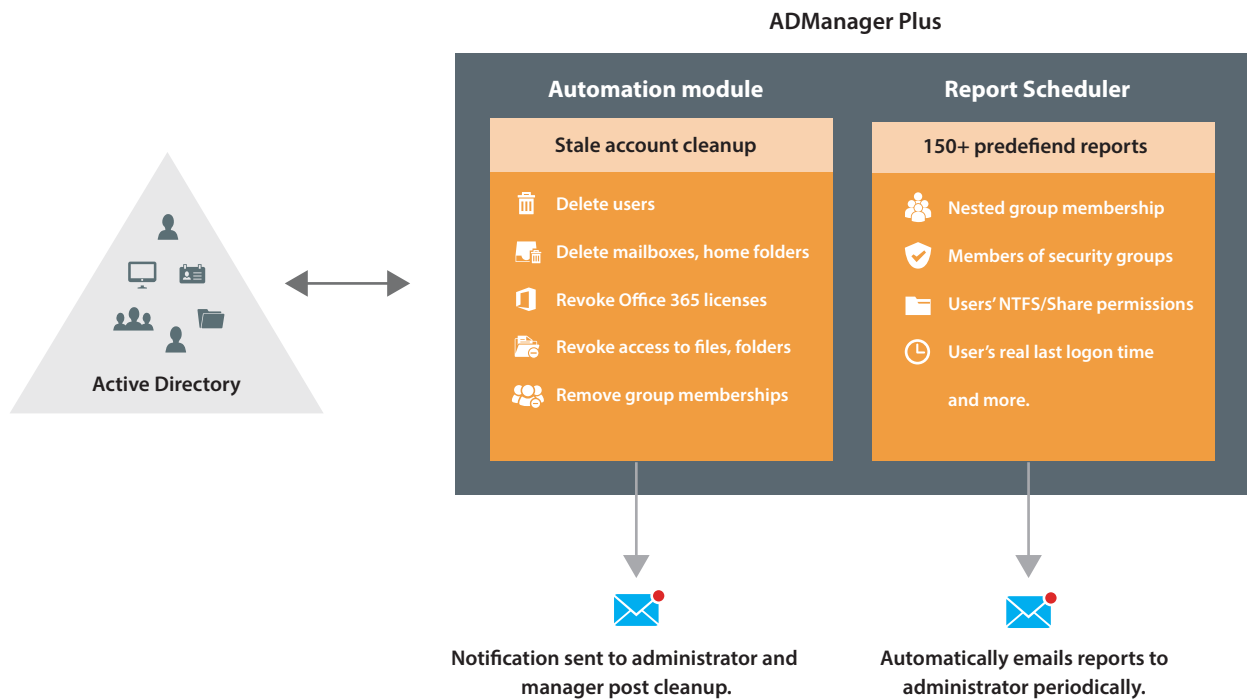 ADManager Plus
Automation module
Stale account cleanup
Delete users
Delete mailboxes, home folders
Revoke Office 365 licenses
Revoke access to files, folders
Remove group memberships
Report Scheduler
150+ predefiend reports
Nested group membership
Members of security groups
Users’ NTFS/Share permissions
User’s real last logon time
and more.
Active Directory
Notification sent to administrator and
manager post cleanup.
Automatically emails reports to
administrator periodically.